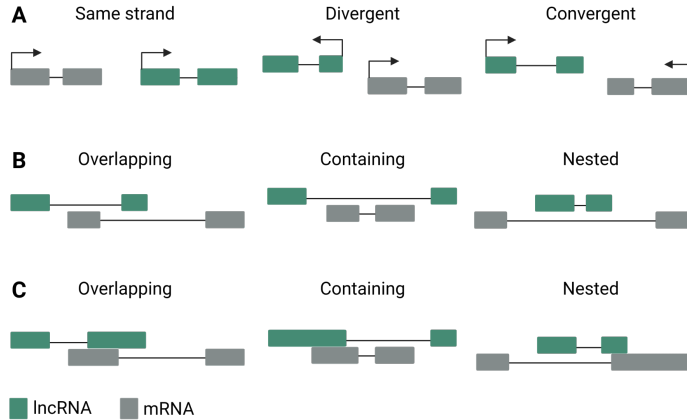 A Same strand Divergent Convergent
B Overlapping Containing Nested
C Overlapping Containing Nested
lncRNA mRNA